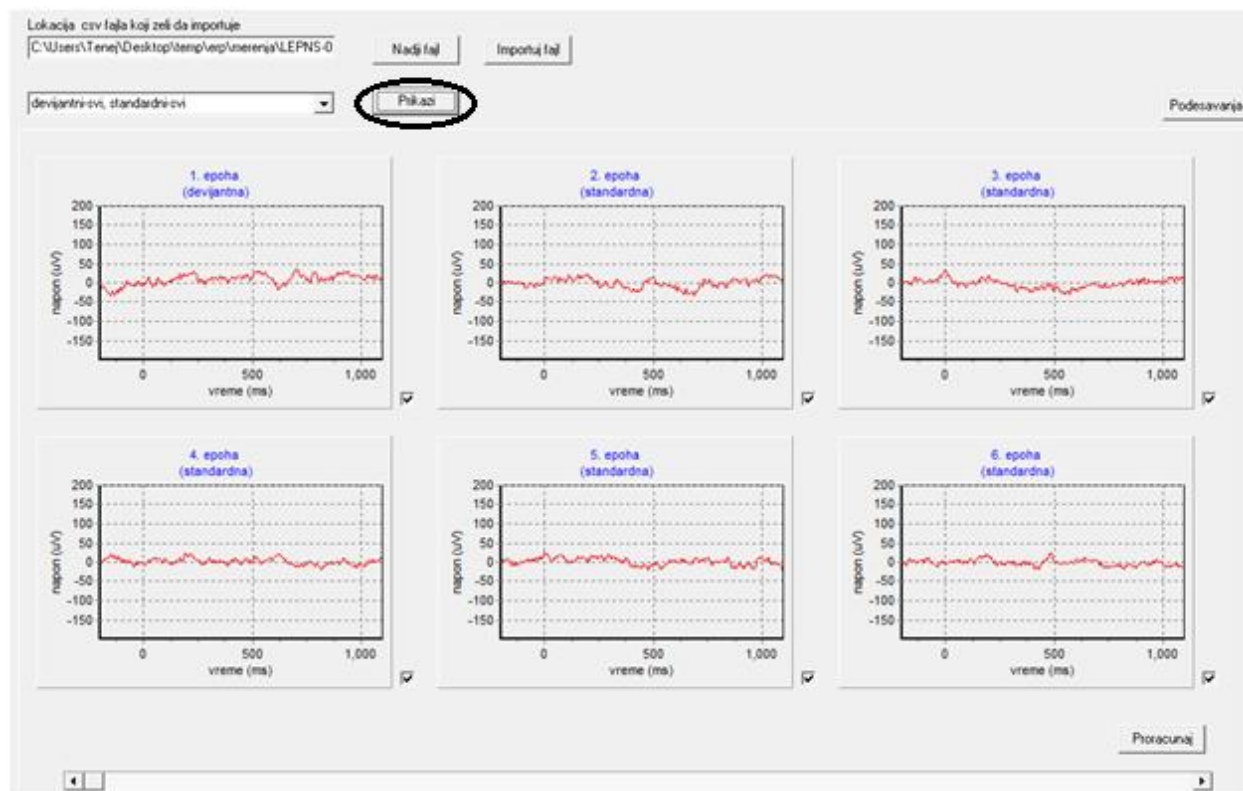 Lokacija csv fajla koji zeli da importuje
C:\Users\Tenej\Desktop\temp\erp\merenja\LEPNS-0
Nadji fajl
Importuj fajl
devijantni-svi, standardni-svi
Prikazi
Podesavanja
1. epoha
(devijantna)
200
150
100
50
0
-50
-100
-150
napon (uV)
0 500 1,000
vreme (ms)
2. epoha
(standardna)
200
150
100
50
0
-50
-100
-150
napon (uV)
0 500 1,000
vreme (ms)
3. epoha
(standardna)
200
150
100
50
0
-50
-100
-150
napon (uV)
0 500 1,000
vreme (ms)
4. epoha
(standardna)
200
150
100
50
0
-50
-100
-150
napon (uV)
0 500 1,000
vreme (ms)
5. epoha
(standardna)
200
150
100
50
0
-50
-100
-150
napon (uV)
0 500 1,000
vreme (ms)
6. epoha
(standardna)
200
150
100
50
0
-50
-100
-150
napon (uV)
0 500 1,000
vreme (ms)
Proracunaj